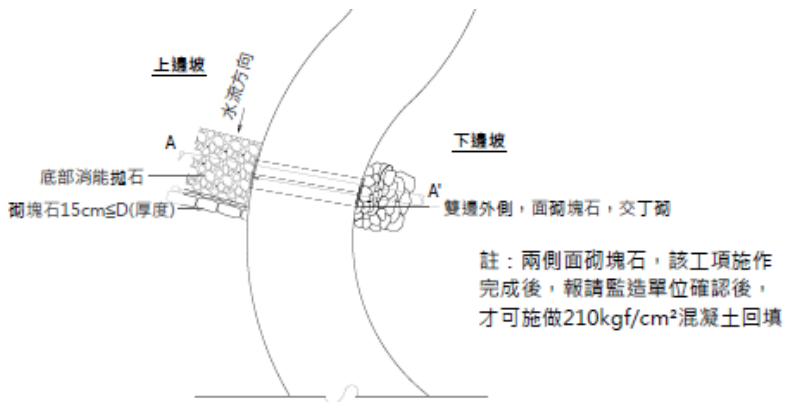 上邊坡
水流方向
A
下邊坡
底部消能拋石
A'
砌塊石15cm≦D(厚度)
雙邊外側，面砌塊石，交丁砌
註：兩側面砌塊石，該工項施作
完成後，報請監造單位確認後，
才可施做210kgf/cm²混凝土回填